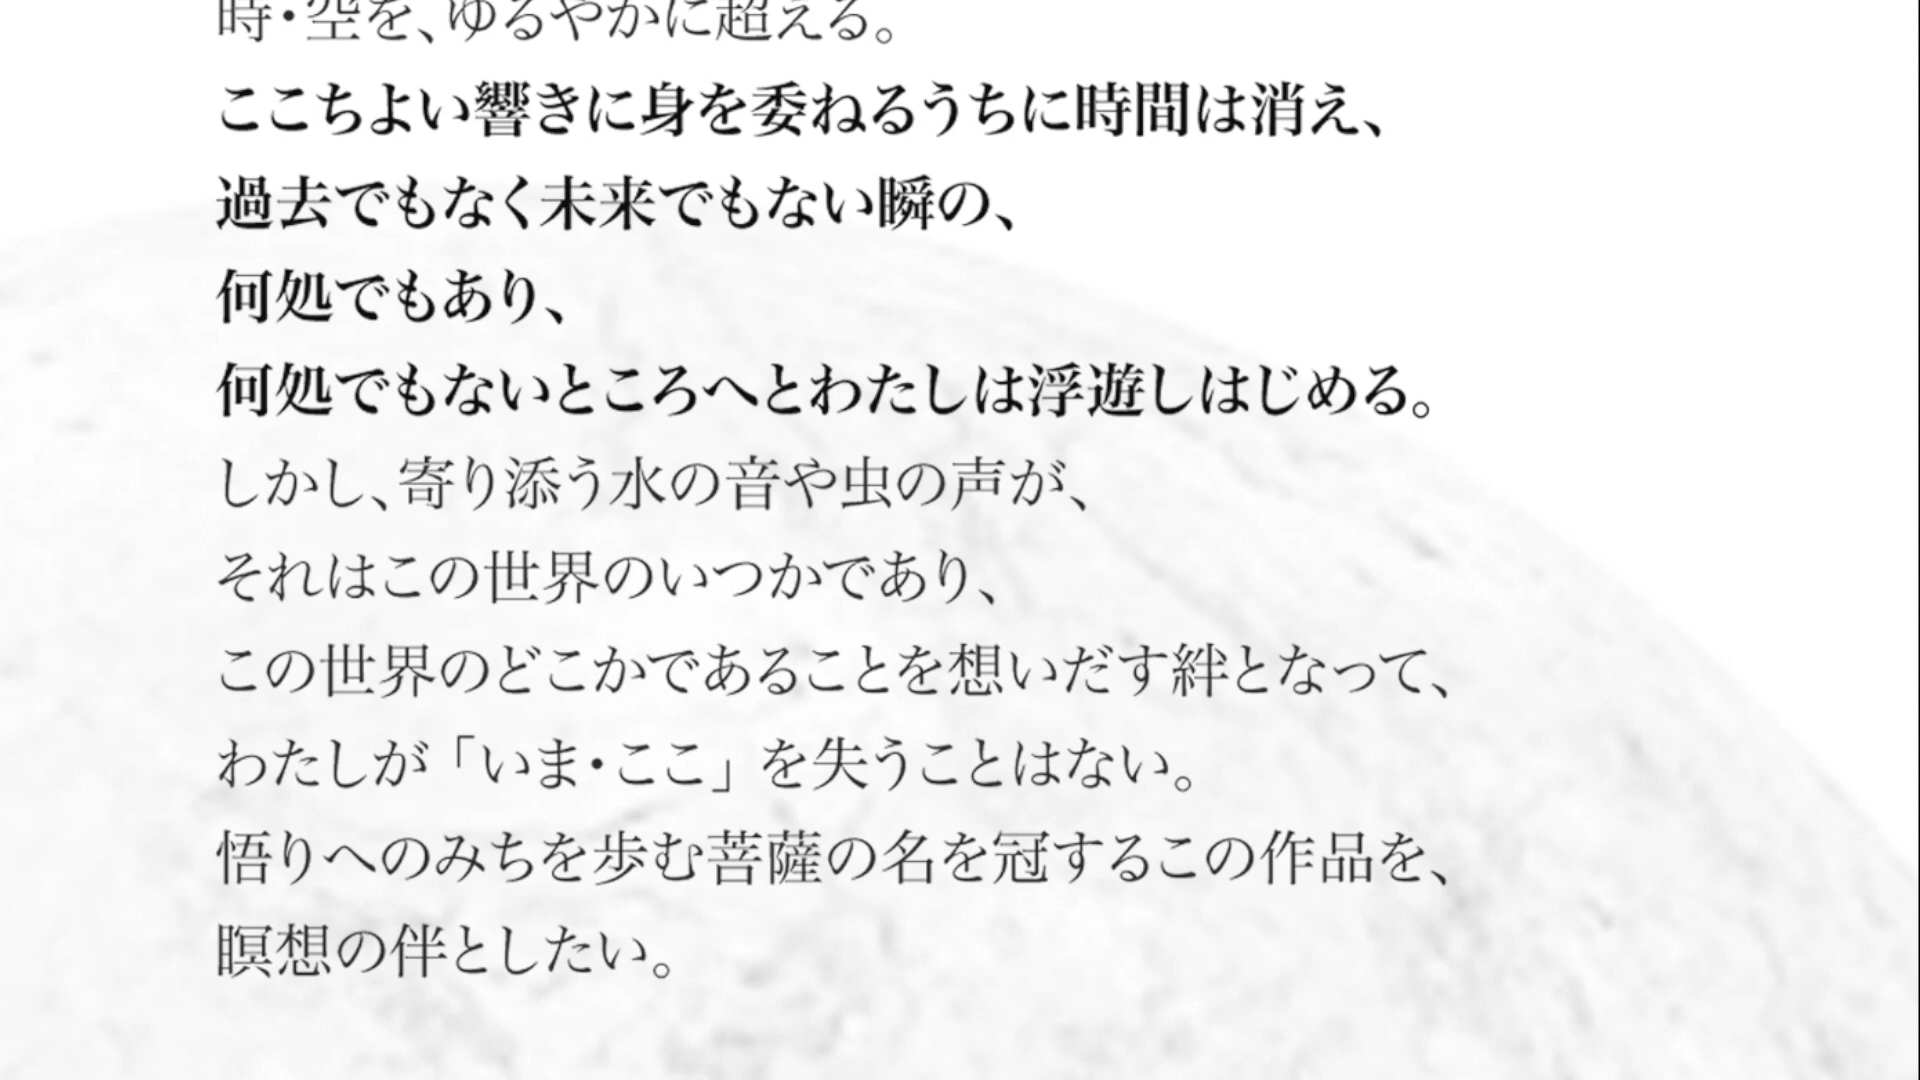 時・空を、ゆるやかに超える。
ここちよい響きに身を委ねるうちに時間は消え、
過去でもなく未来でもない瞬の、
何処でもあり、
何処でもないところへとわたしは浮遊しはじめる。
しかし、寄り添う水の音や虫の声が、
それはこの世界のいつかであり、
この世界のどこかであることを想いだす絆となって、
わたしが「いま・ここ」を失うことはない。
悟りへのみちを歩む菩薩の名を冠するこの作品を、
瞑想の伴としたい。